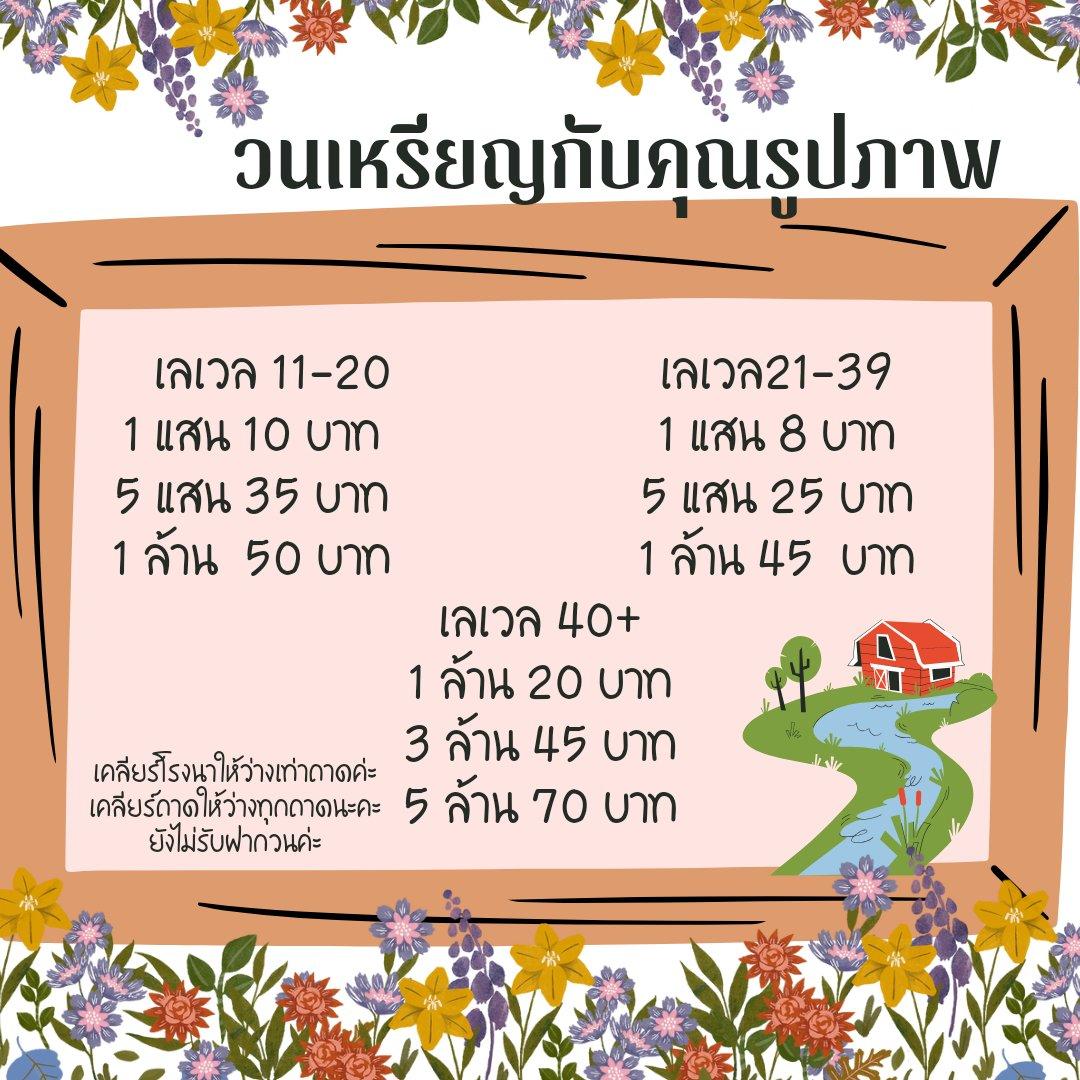 วนเหรียญกับคุณรูปภาพ
เลเวล 11-20
1 แสน 10 บาท
5 แสน 35 บาท
1 ล้าน 50 บาท
เลเวล21-39
1 แสน 8 บาท
5 แสน 25 บาท
1 ล้าน 45 บาท
เลเวล 40+
1 ล้าน 20 บาท
3 ล้าน 45 บาท
5 ล้าน 70 บาท
เคลียร์โรงนาให้ว่างเท่าถาดค่ะ
เคลียร์ถาดให้ว่างทุกถาดนะคะ
ยังไม่รับฝากวนค่ะ